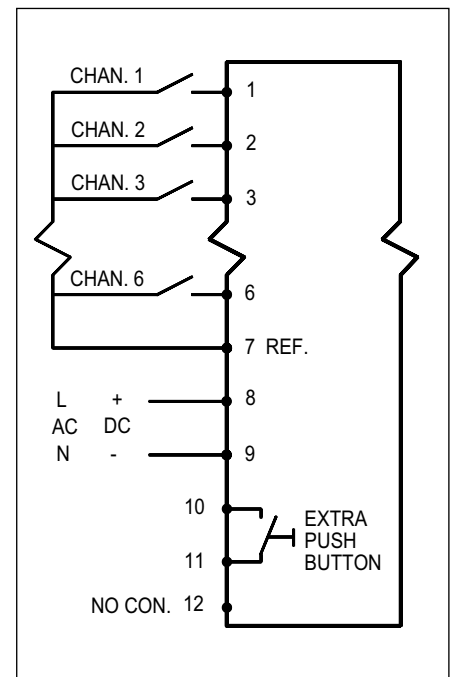 CHAN. 1
1
CHAN. 2
2
CHAN. 3
3
CHAN. 6
6
7 REF.
L + 8
AC DC
N - 9
10
EXTRA
PUSH
BUTTON
11
NO CON. 12